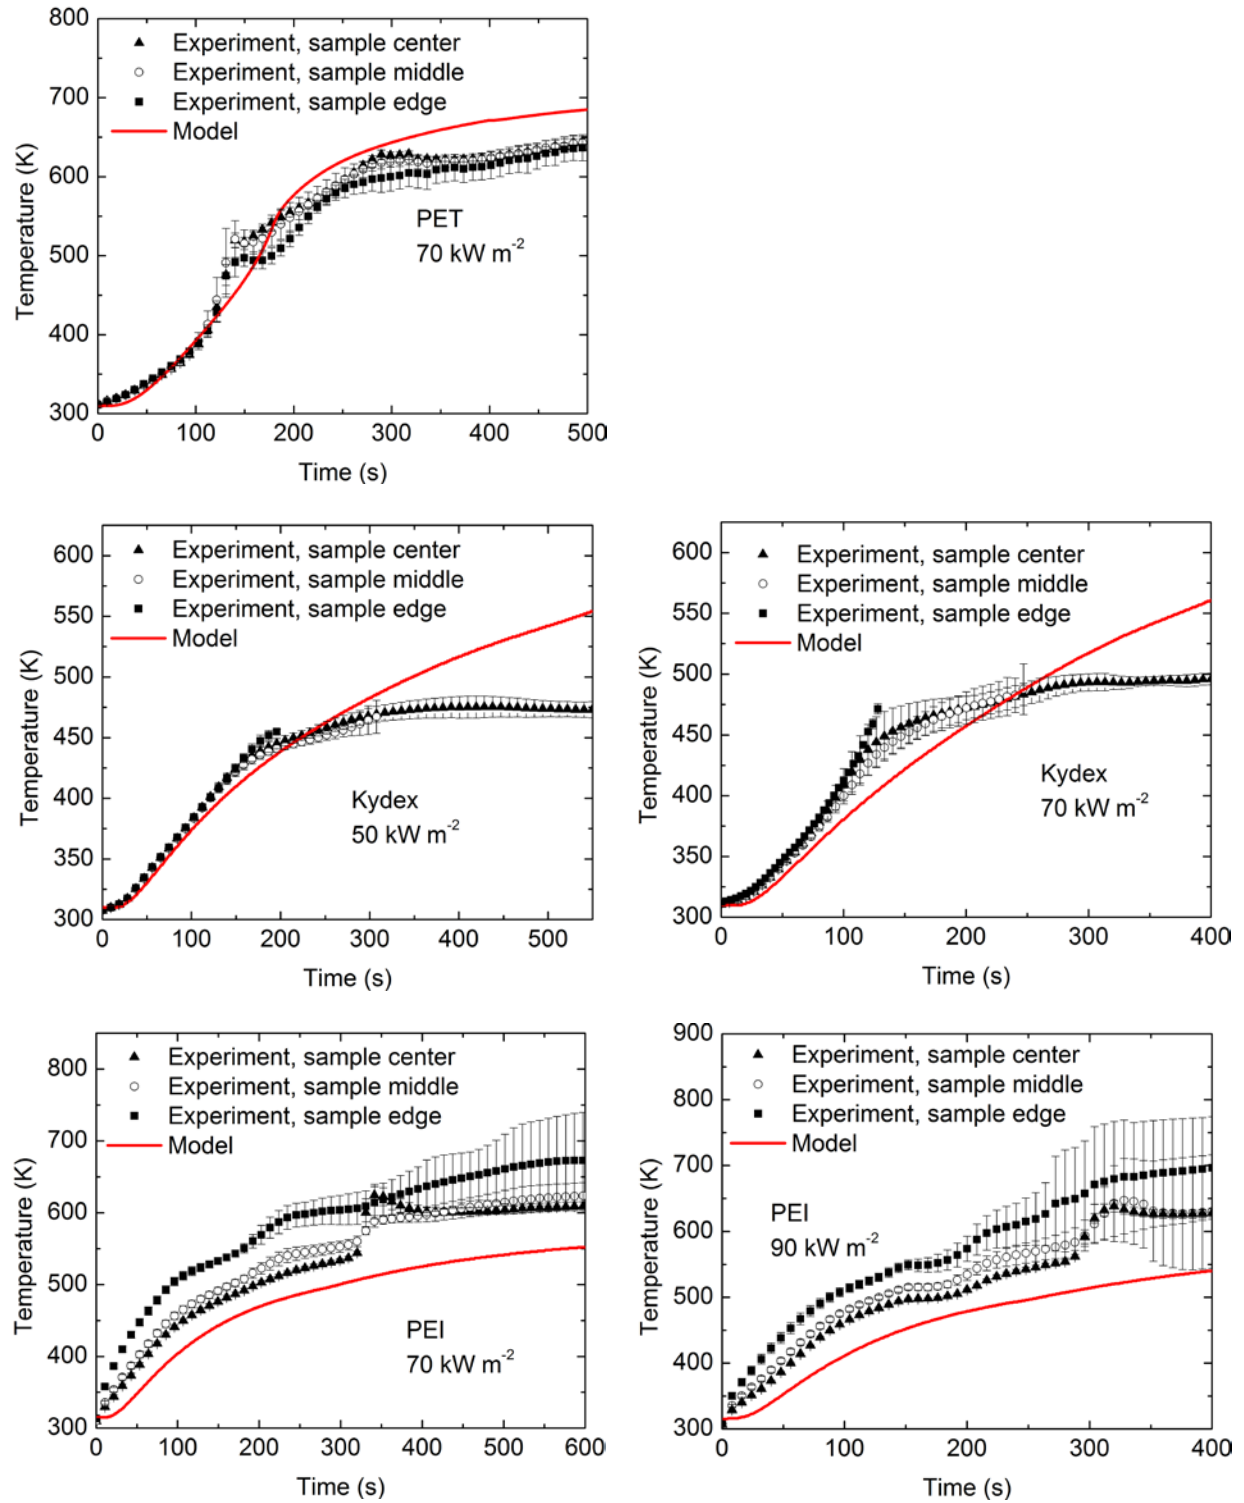 800
700
600
500
400
300
Temperature (K)
Experiment, sample center
Experiment, sample middle
Experiment, sample edge
Model
PET
70 kW m-2
0 100 200 300 400 500
Time (s)
600
550
500
450
400
350
300
Temperature (K)
Experiment, sample center
Experiment, sample middle
Experiment, sample edge
Model
Kydex
50 kW m-2
0 100 200 300 400 500
Time (s)
600
550
500
450
400
350
300
Temperature (K)
Experiment, sample center
Experiment, sample middle
Experiment, sample edge
Model
Kydex
70 kW m-2
0 100 200 300 400
Time (s)
800
700
600
500
400
300
Temperature (K)
Experiment, sample center
Experiment, sample middle
Experiment, sample edge
Model
PEI
70 kW m-2
0 100 200 300 400 500 600
Time (s)
900
800
700
600
500
400
300
Temperature (K)
Experiment, sample center
Experiment, sample middle
Experiment, sample edge
Model
PEI
90 kW m-2
0 100 200 300 400
Time (s)